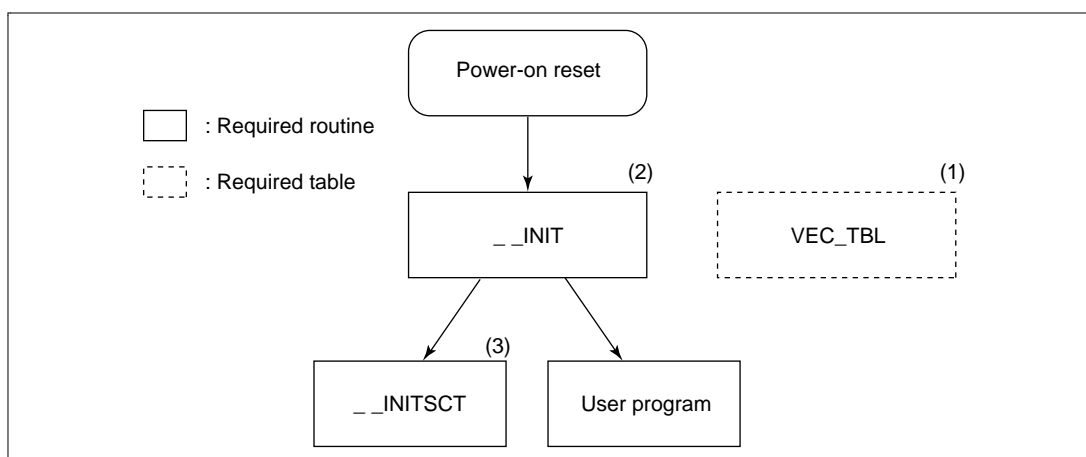 Power-on reset
: Required routine
: Required table
(2)
(1)
_ _INIT
VEC_TBL
(3)
_ _INITSCT
User program